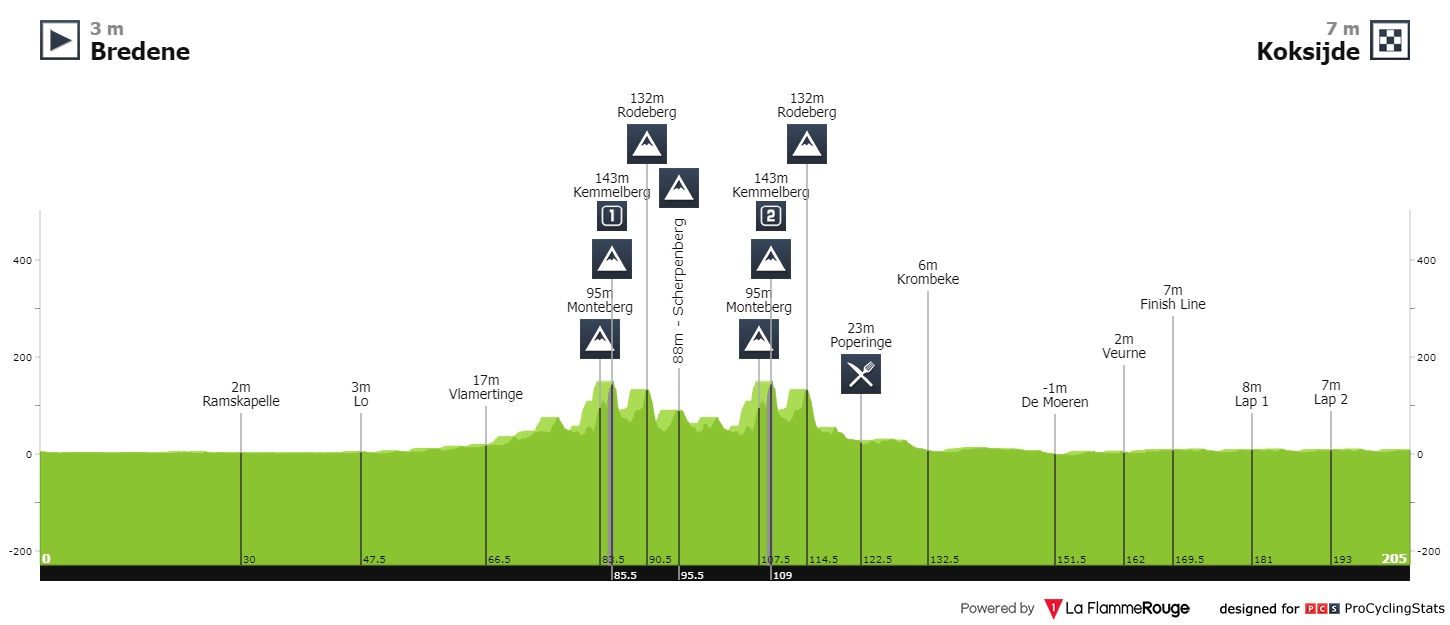 3 m
Bredene
7 m
Koksijde
132m
Rodeberg
132m
Rodeberg
143m
Kemmelberg
1
143m
Kemmelberg
2
88m - Scherpenberg
95m
Monteberg
95m
Monteberg
6m
Krombeke
7m
Finish Line
23m
Poperinge
2m
Veurne
2m
Ramskapelle
3m
Lo
17m
Vlamertinge
-1m
De Moeren
8m
Lap 1
7m
Lap 2
400
200
0
-200
400
200
0
-200
0 30 47.5 66.5 83.5 90.5 107.5 114.5 122.5 132.5 151.5 162 169.5 181 193 205
85.5 95.5 109
Powered by 1 La FlammeRouge designed for PCS ProCyclingStats